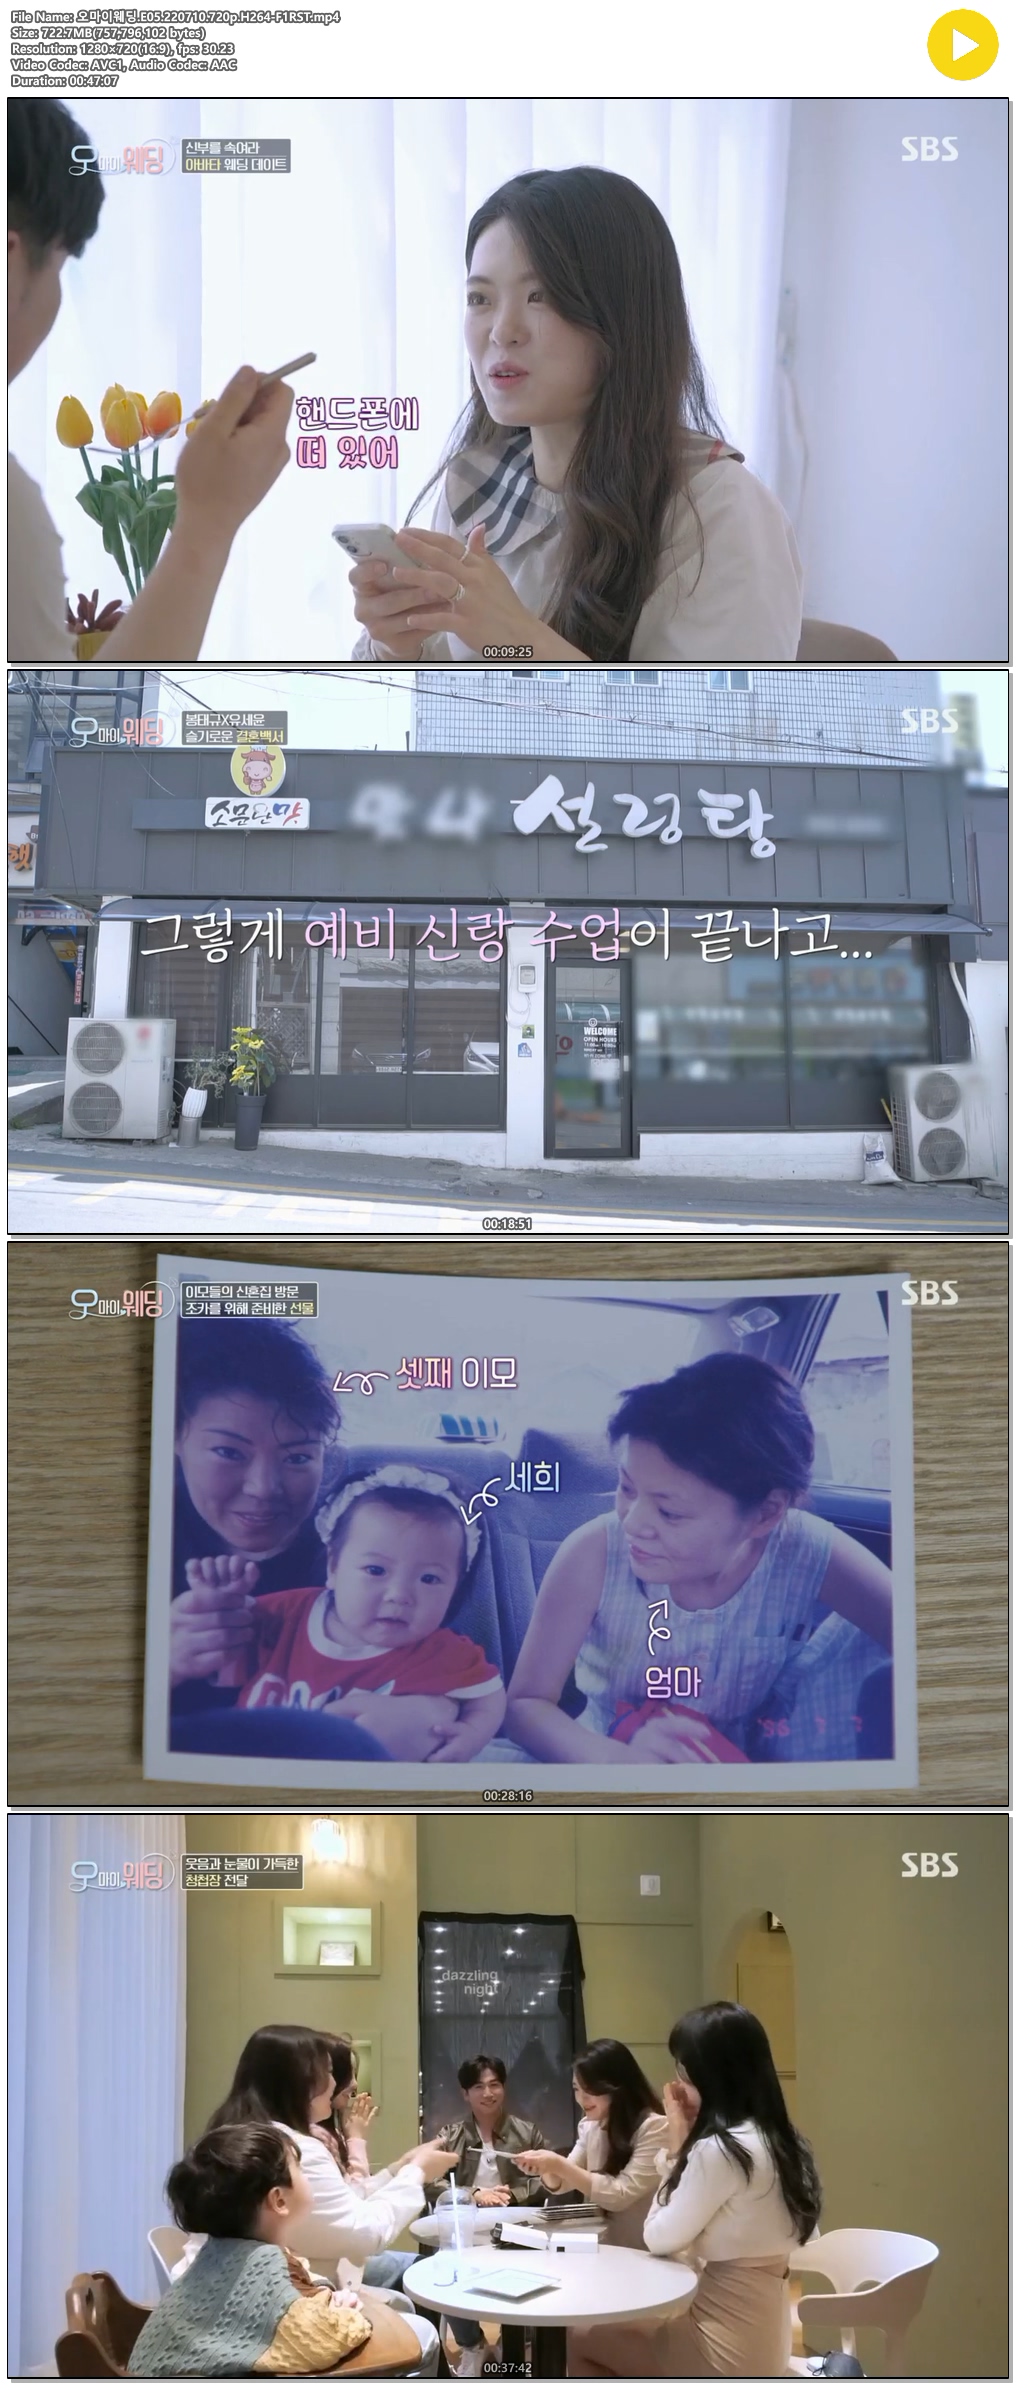 File Name: 오마이웨딩.E05.220710.720p.H264-F1RST.mp4
Size: 722.7MB(757,796,102 bytes)
Resolution: 1280×720(16:9), fps: 30.23
Video Codec: AVC1, Audio Codec: AAC
Duration: 00:47:07
오마이웨딩
신부를 속여라
아바타 웨딩 데이트
SBS
핸드폰에
떠 있어
00:09:25
오마이웨딩
봉태규X유세윤
슬기로운 결혼백서
SBS
소문난맛
설렁탕
그렇게 예비 신랑 수업이 끝나고...
WELCOME
OPEN HOURS
00:18:51
오마이웨딩
이모들의 신혼집 방문
조카를 위해 준비한 선물
SBS
셋째 이모
세희
엄마
00:28:16
오마이웨딩
웃음과 눈물이 가득한
청첩장 전달
SBS
dazzling
night
00:37:42